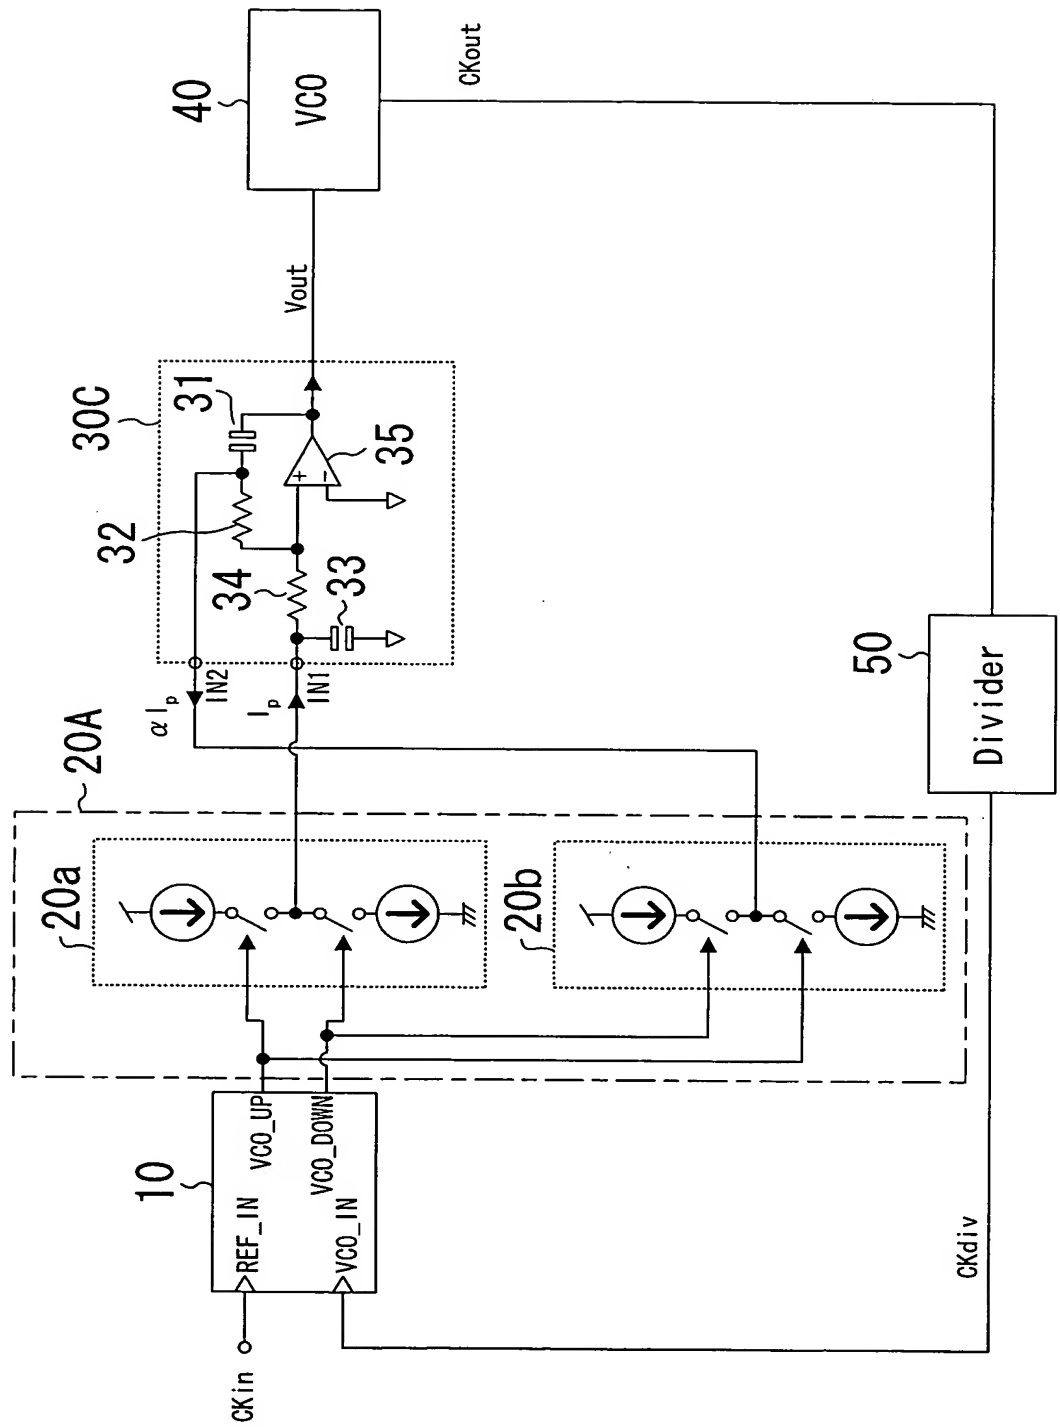 CKin
10
REF_IN
VCO_IN
VCO_UP
VCO_DOWN
20A
20a
20b
αIp
IN2
Ip
IN1
30C
31
32
34
33
35
+
−
Vout
40
VCO
CKout
50
Divider
CKdiv